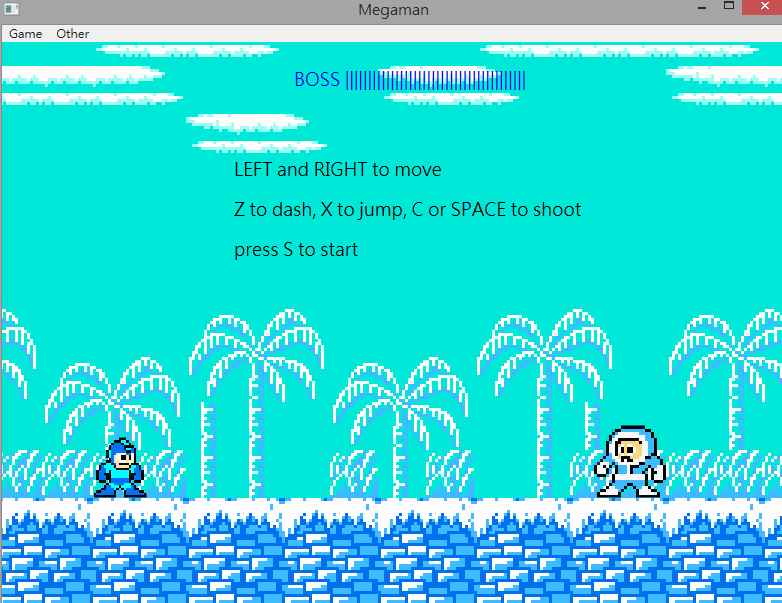 Megaman
Game Other
BOSS ||||||||||||||||||||||||||||||||||||||||
LEFT and RIGHT to move
Z to dash, X to jump, C or SPACE to shoot
press S to start